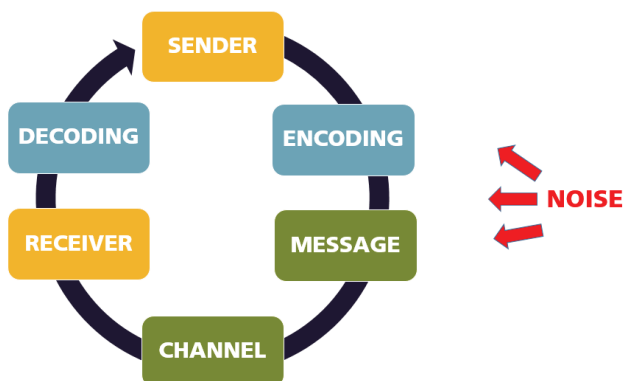 SENDER
DECODING
ENCODING
NOISE
RECEIVER
MESSAGE
CHANNEL